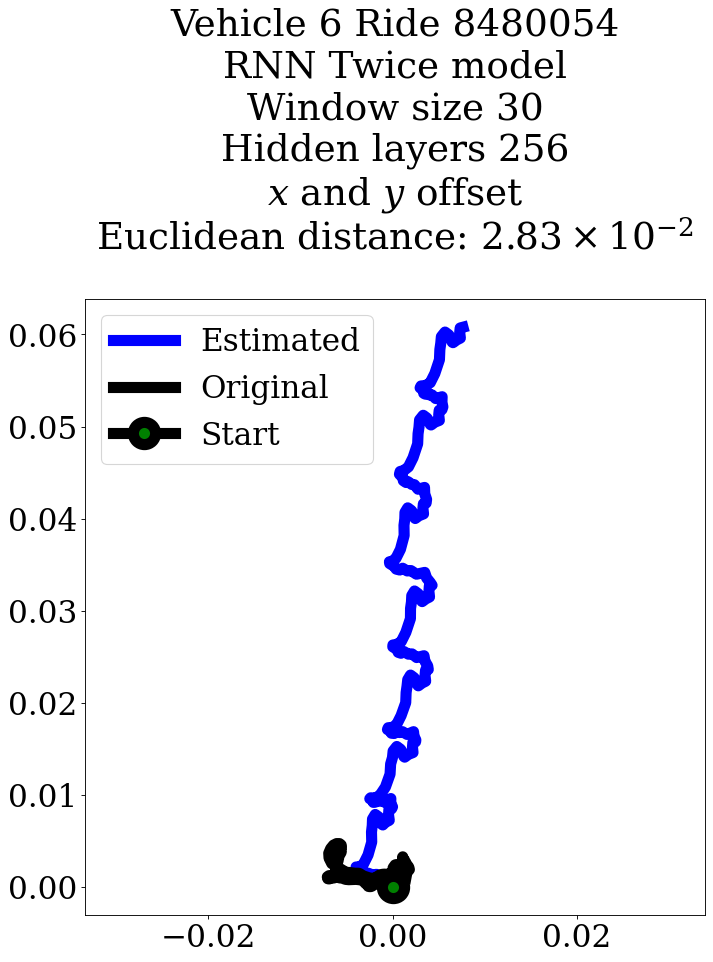 Vehicle 6 Ride 8480054
RNN Twice model
Window size 30
Hidden layers 256
x and y offset
Euclidean distance: 2.83 × 10⁻²
Estimated
Original
Start
0.06
0.05
0.04
0.03
0.02
0.01
0.00
−0.02
0.00
0.02